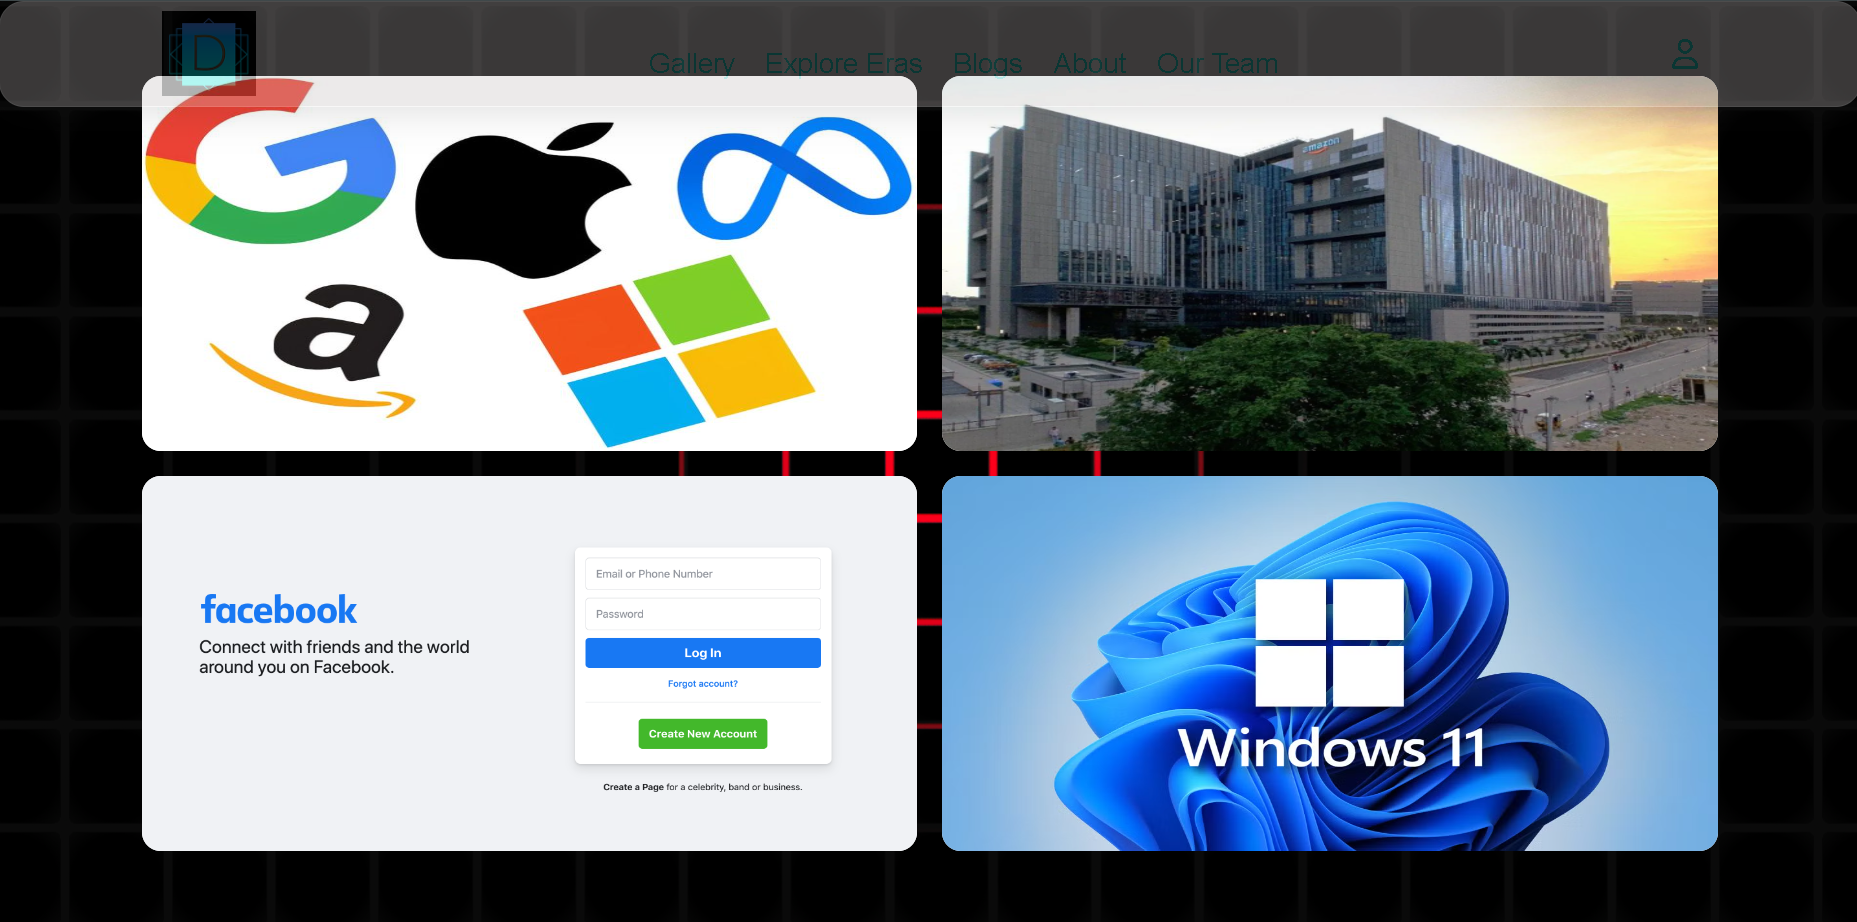 D
Gallery Explore Eras Blogs About Our Team
a
amazon
facebook
Connect with friends and the world
around you on Facebook.
Email or Phone Number
Password
Log In
Forgot account?
Create New Account
Create a Page for a celebrity, band or business.
Windows 11